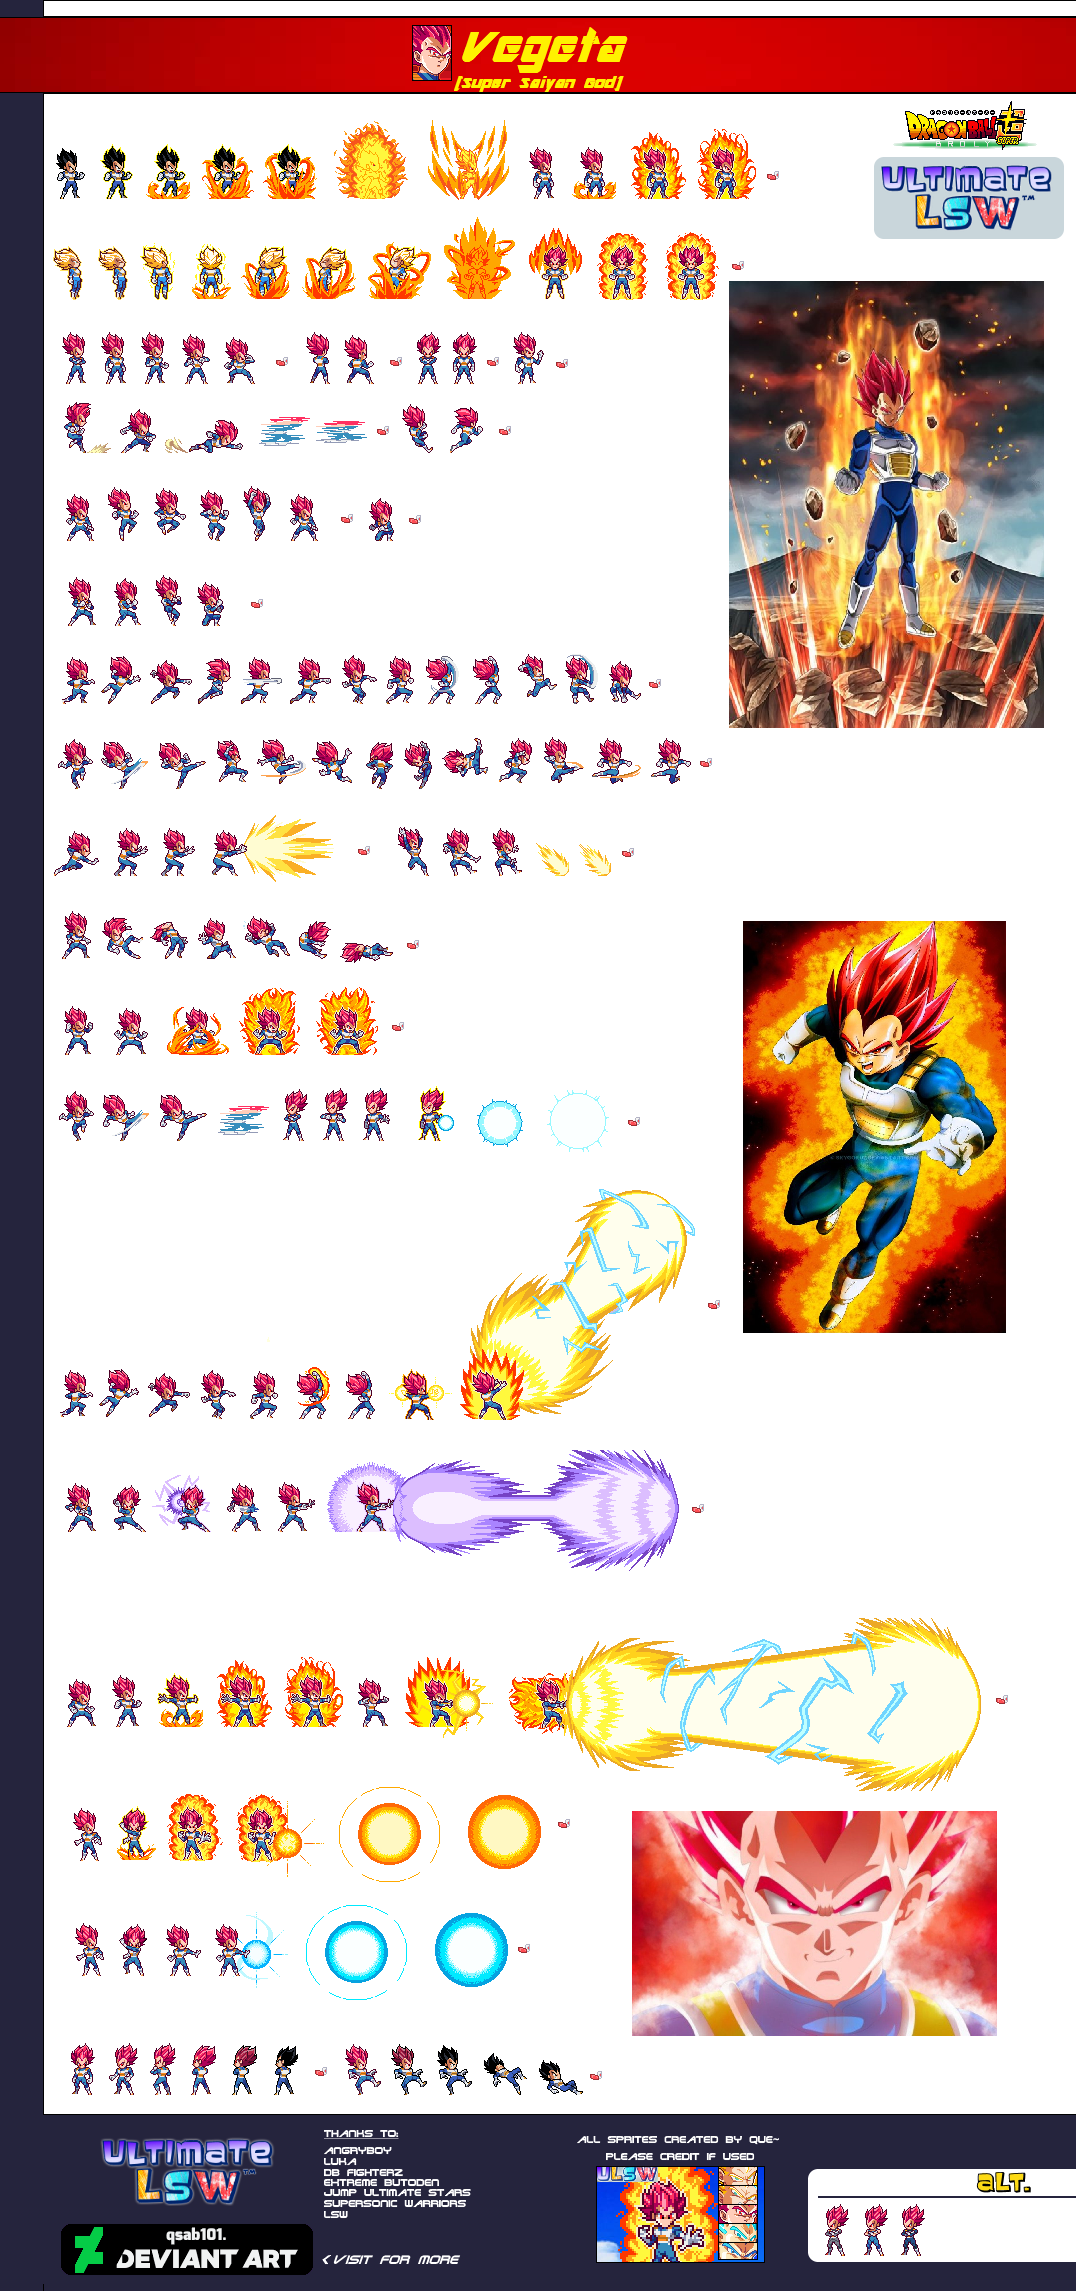 Vegeta
[Super Saiyan God]
DRAGON BALL
超
SUPER
BROLY
ULTIMATE
LSW™
ULTIMATE
LSW™
THANKS TO:
ANGRYBOY
LUKA
DB FIGHTERZ
EXTREME BUTODEN
JUMP ULTIMATE STARS
SUPERSONIC WARRIORS
LSW
qsab101.
DEVIANT ART
< VISIT FOR MORE
ALL SPRITES CREATED BY QUE~
PLEASE CREDIT IF USED
ULSW
ALT.